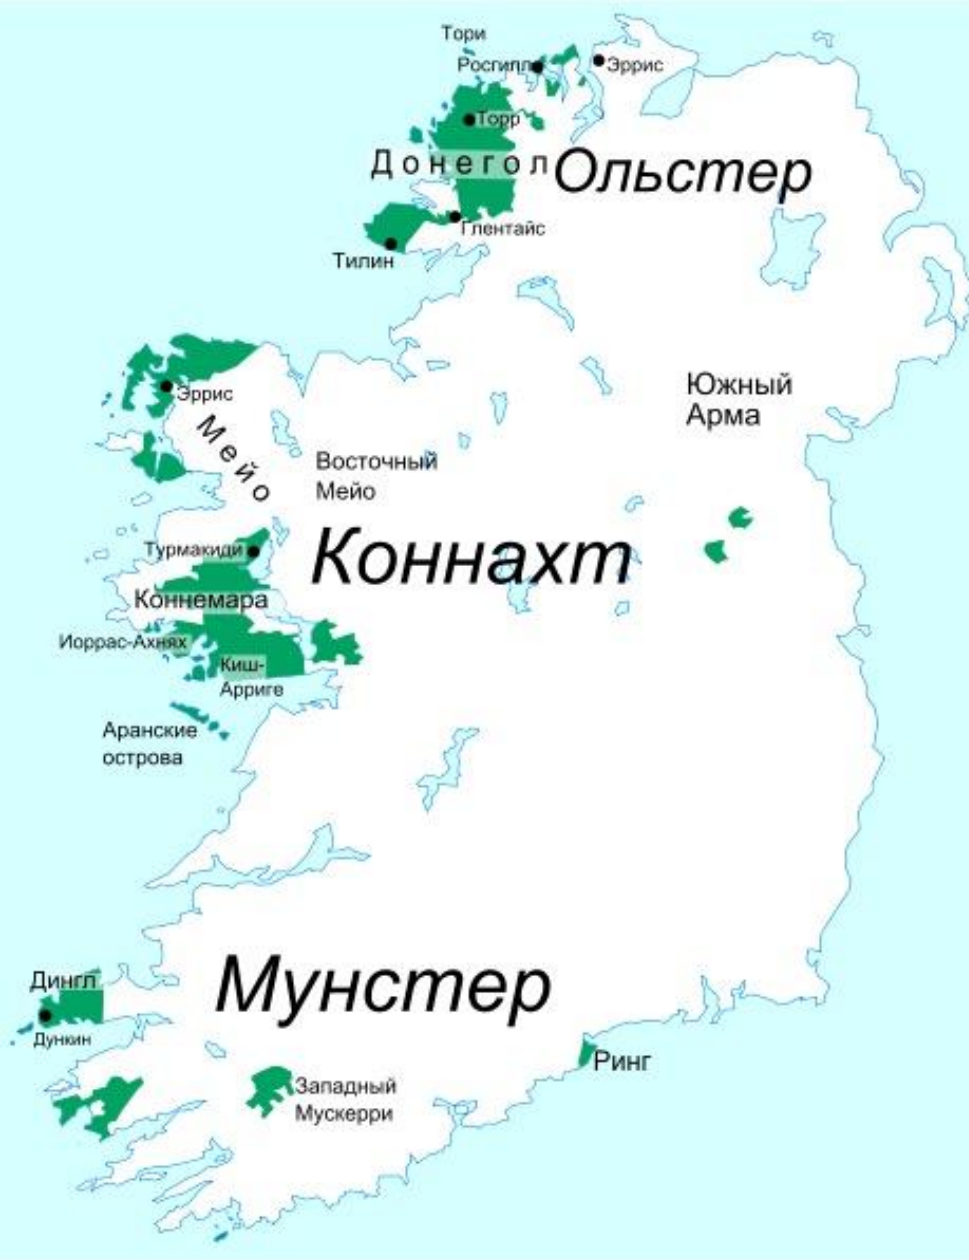 Тори
Росгилл
Эррис
Торр
Донегол
Ольстер
Глентайс
Тилин
Эррис
Мейо
Южный
Арма
Восточный
Мейо
Коннахт
Турмакиди
Коннемара
Иоррас-Ахнях
Киш-
Арриге
Аранские
острова
Мунстер
Дингл
Дункин
Ринг
Западный
Мускерри